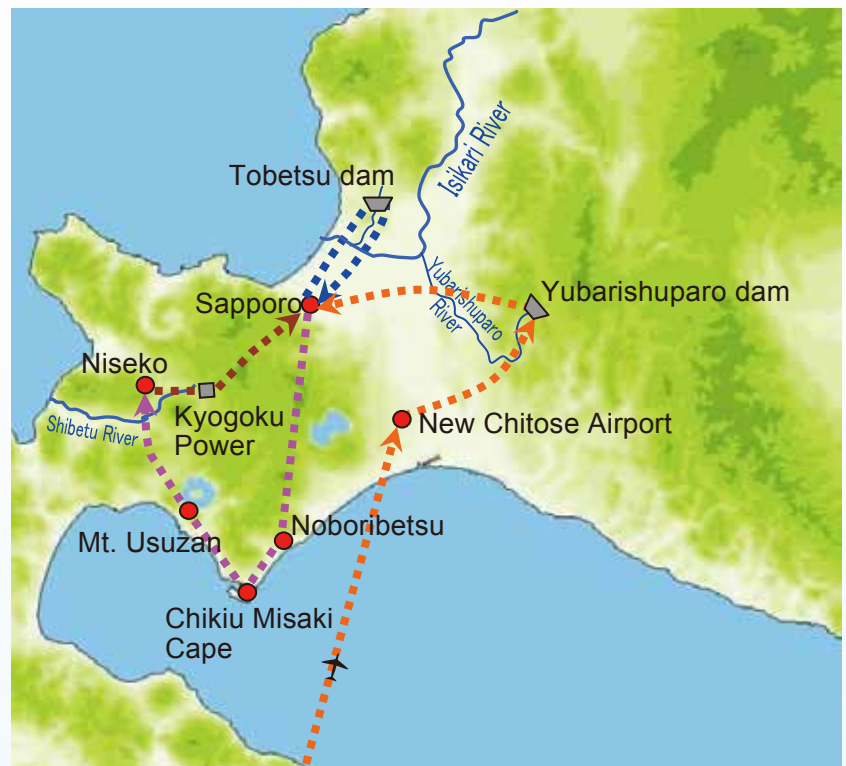 Isikari River
Tobetsu dam
Yubarishuparo
River
Yubarishuparo dam
Sapporo
Niseko
Kyogoku
Power
Shibetu River
New Chitose Airport
Mt. Usuzan
Noboribetsu
Chikiu Misaki
Cape